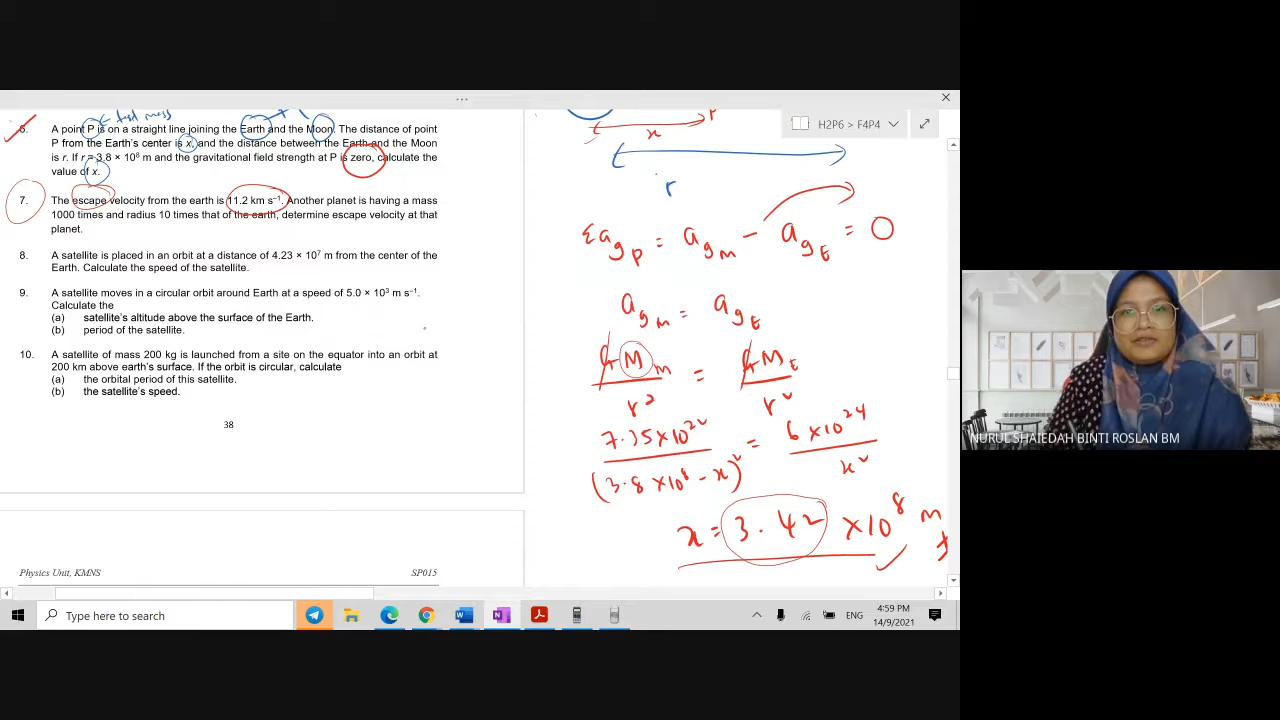 ← test mass
6. A point P is on a straight line joining the Earth and the Moon. The distance of point
P from the Earth's center is x, and the distance between the Earth and the Moon
is r. If r = 3.8 × 10⁸ m and the gravitational field strength at P is zero, calculate the
value of x.
7. The escape velocity from the earth is 11.2 km s⁻¹. Another planet is having a mass
1000 times and radius 10 times that of the earth, determine escape velocity at that
planet.
8. A satellite is placed in an orbit at a distance of 4.23 × 10⁷ m from the center of the
Earth. Calculate the speed of the satellite.
9. A satellite moves in a circular orbit around Earth at a speed of 5.0 × 10³ m s⁻¹.
Calculate the
(a) satellite's altitude above the surface of the Earth.
(b) period of the satellite.
10. A satellite of mass 200 kg is launched from a site on the equator into an orbit at
200 km above earth's surface. If the orbit is circular, calculate
(a) the orbital period of this satellite.
(b) the satellite's speed.
38
Physics Unit, KMNS SP015
H2P6 > F4P4
P
x
r
Σa_gP = a_gM − a_gE = 0
a_gM = a_gE
GM_M / r² = GM_E / r²
7.35×10²² / (3.8×10⁸ − x)² = 6×10²⁴ / x²
x = 3.42 ×10⁸ m
NURUL SHAIEDAH BINTI ROSLAN BM
Type here to search
ENG
4:59 PM
14/9/2021